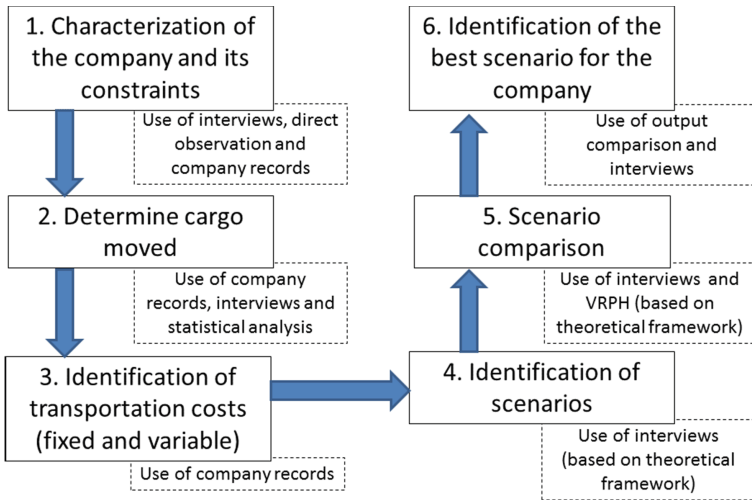 1. Characterization of
the company and its
constraints
Use of interviews, direct
observation and
company records
2. Determine cargo
moved
Use of company
records, interviews and
statistical analysis
3. Identification of
transportation costs
(fixed and variable)
Use of company records
4. Identification of
scenarios
Use of interviews
(based on theoretical
framework)
5. Scenario
comparison
Use of interviews and
VRPH (based on
theoretical framework)
6. Identification of
the best scenario for the
company
Use of output
comparison and
interviews